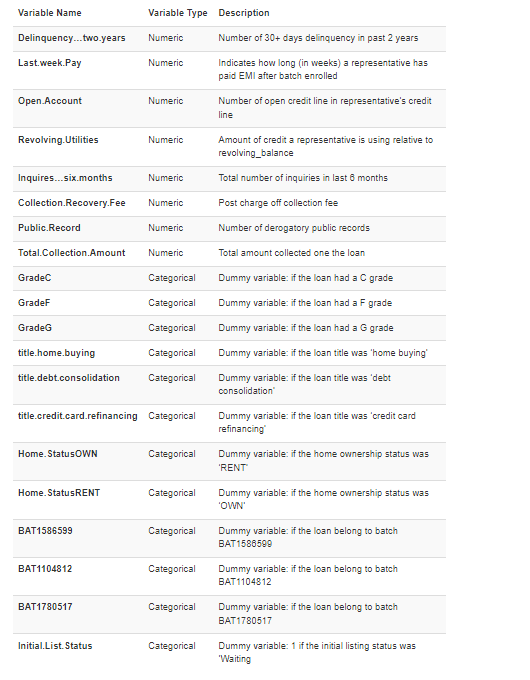 Variable Name Variable Type Description
Delinquency...two.years Numeric Number of 30+ days delinquency in past 2 years
Last.week.Pay Numeric Indicates how long (in weeks) a representative has
paid EMI after batch enrolled
Open.Account Numeric Number of open credit line in representative's credit
line
Revolving.Utilities Numeric Amount of credit a representative is using relative to
revolving_balance
Inquires...six.months Numeric Total number of inquiries in last 6 months
Collection.Recovery.Fee Numeric Post charge off collection fee
Public.Record Numeric Number of derogatory public records
Total.Collection.Amount Numeric Total amount collected one the loan
GradeC Categorical Dummy variable: if the loan had a C grade
GradeF Categorical Dummy variable: if the loan had a F grade
GradeG Categorical Dummy variable: if the loan had a G grade
title.home.buying Categorical Dummy variable: if the loan title was 'home buying'
title.debt.consolidation Categorical Dummy variable: if the loan title was 'debt
consolidation'
title.credit.card.refinancing Categorical Dummy variable: if the loan title was 'credit card
refinancing'
Home.StatusOWN Categorical Dummy variable: if the home ownership status was
'RENT'
Home.StatusRENT Categorical Dummy variable: if the home ownership status was
'OWN'
BAT1586599 Categorical Dummy variable: if the loan belong to batch
BAT1586599
BAT1104812 Categorical Dummy variable: if the loan belong to batch
BAT1104812
BAT1780517 Categorical Dummy variable: if the loan belong to batch
BAT1780517
Initial.List.Status Categorical Dummy variable: 1 if the initial listing status was
'Waiting